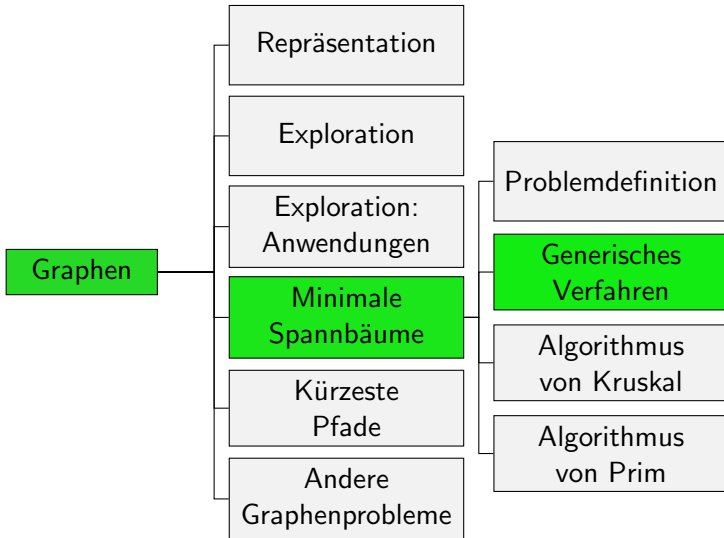 Graphen
Repräsentation
Exploration
Exploration:
Anwendungen
Minimale
Spannbäume
Kürzeste
Pfade
Andere
Graphenprobleme
Problemdefinition
Generisches
Verfahren
Algorithmus
von Kruskal
Algorithmus
von Prim